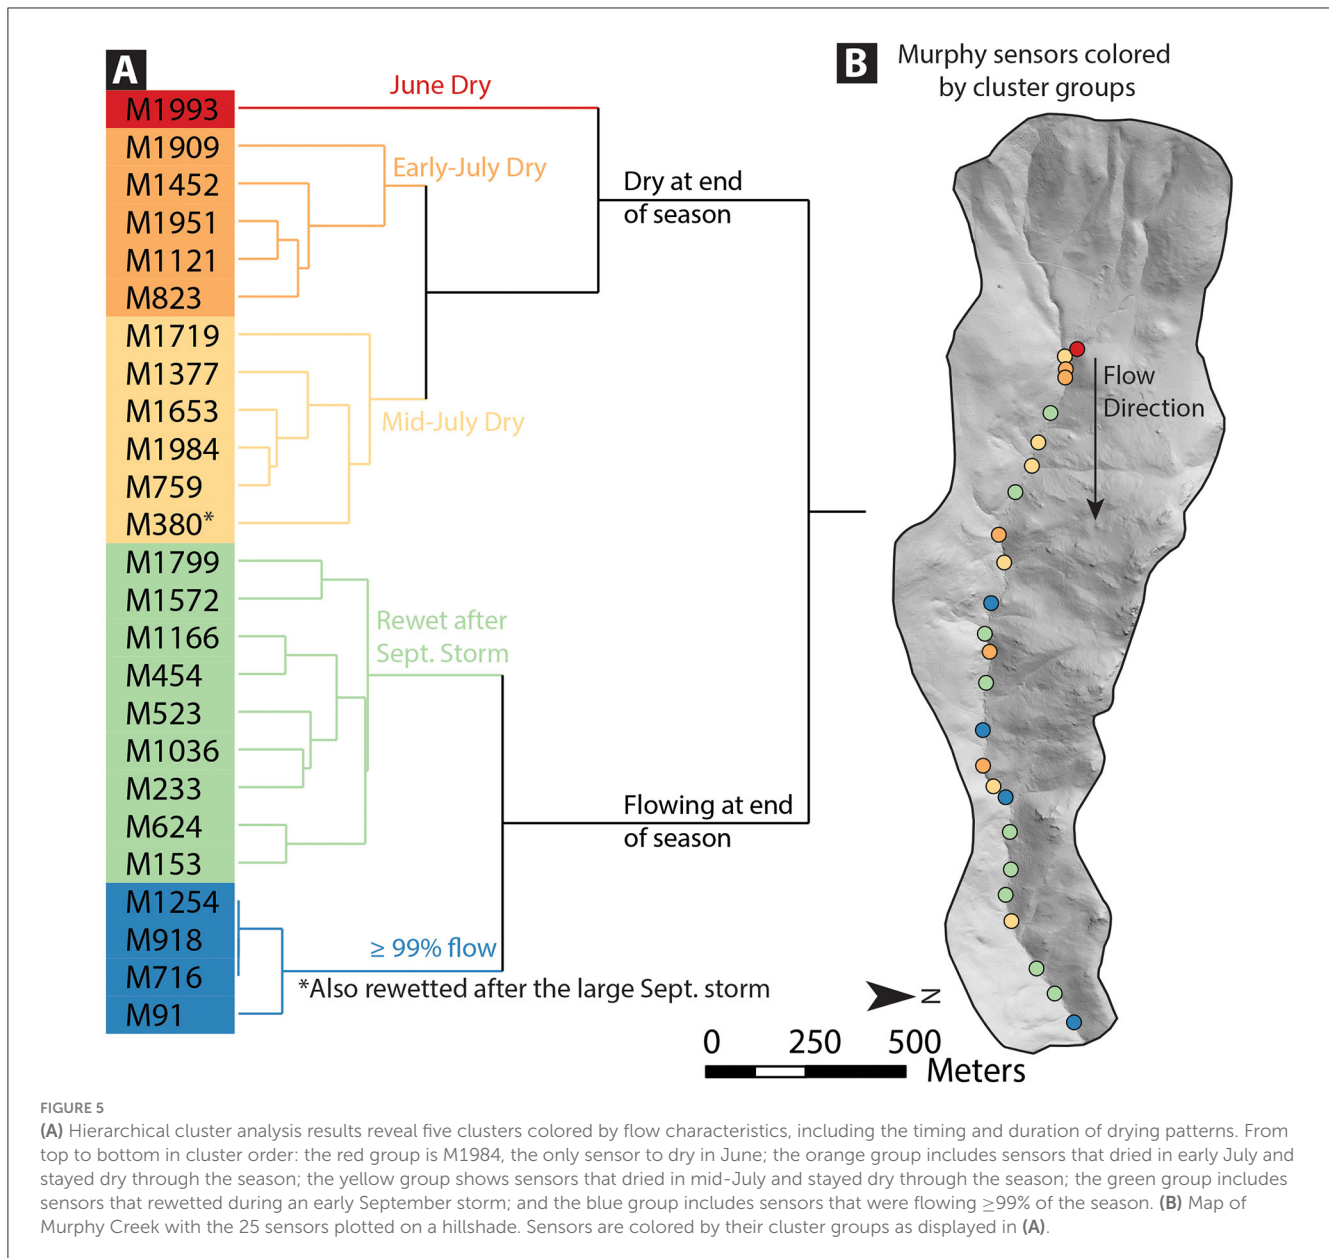 A
M1993
M1909
M1452
M1951
M1121
M823
M1719
M1377
M1653
M1984
M759
M380*
M1799
M1572
M1166
M454
M523
M1036
M233
M624
M153
M1254
M918
M716
M91
June Dry
Early-July Dry
Mid-July Dry
Rewet after
Sept. Storm
≥ 99% flow
Dry at end
of season
Flowing at end
of season
*Also rewetted after the large Sept. storm
B
Murphy sensors colored
by cluster groups
Flow
Direction
N
0 250 500
Meters
FIGURE 5
(A) Hierarchical cluster analysis results reveal five clusters colored by flow characteristics, including the timing and duration of drying patterns. From
top to bottom in cluster order: the red group is M1984, the only sensor to dry in June; the orange group includes sensors that dried in early July and
stayed dry through the season; the yellow group shows sensors that dried in mid-July and stayed dry through the season; the green group includes
sensors that rewetted during an early September storm; and the blue group includes sensors that were flowing ≥99% of the season. (B) Map of
Murphy Creek with the 25 sensors plotted on a hillshade. Sensors are colored by their cluster groups as displayed in (A).